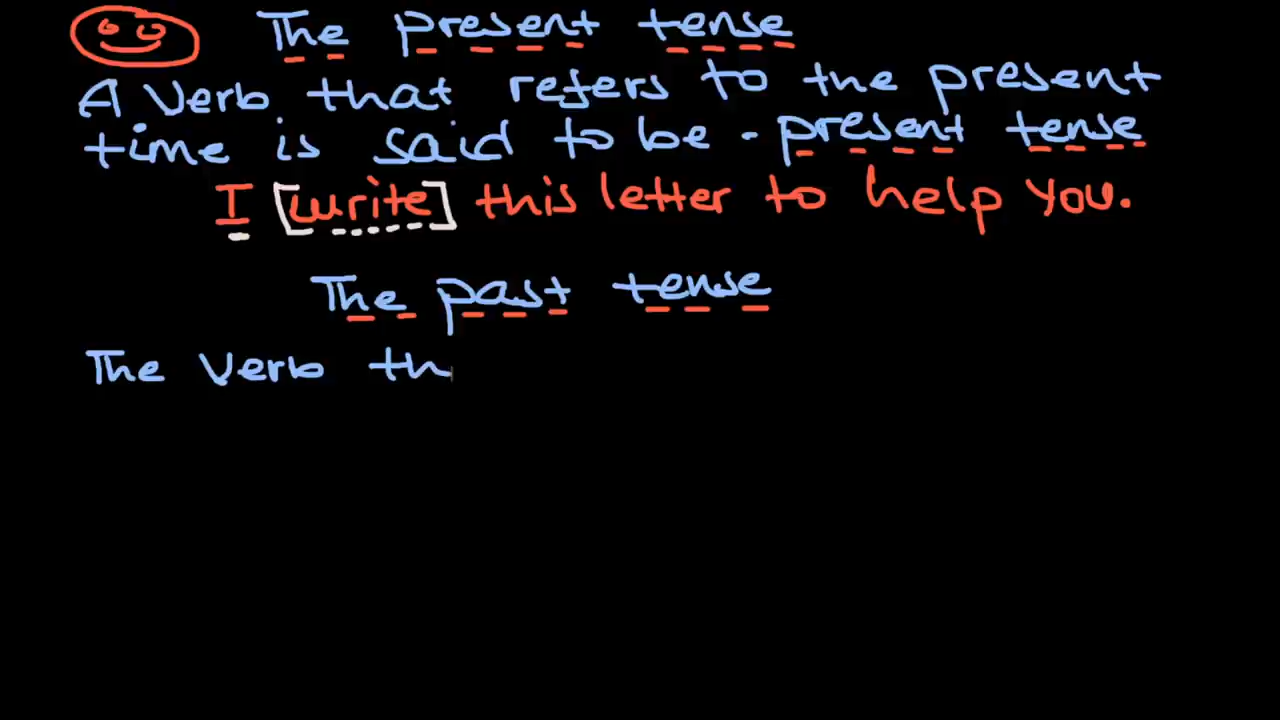 The present tense
A verb that refers to the present
time is said to be - present tense
I [write] this letter to help you.
The past tense
The verb th